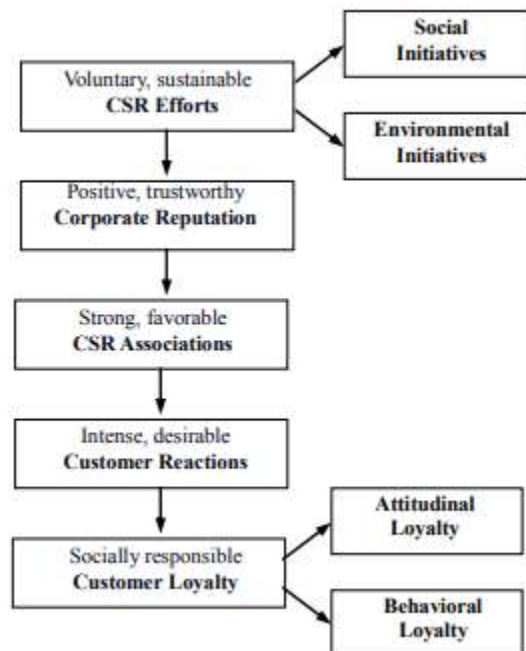 Social
Initiatives
Voluntary, sustainable
CSR Efforts
Environmental
Initiatives
Positive, trustworthy
Corporate Reputation
Strong, favorable
CSR Associations
Intense, desirable
Customer Reactions
Attitudinal
Loyalty
Socially responsible
Customer Loyalty
Behavioral
Loyalty